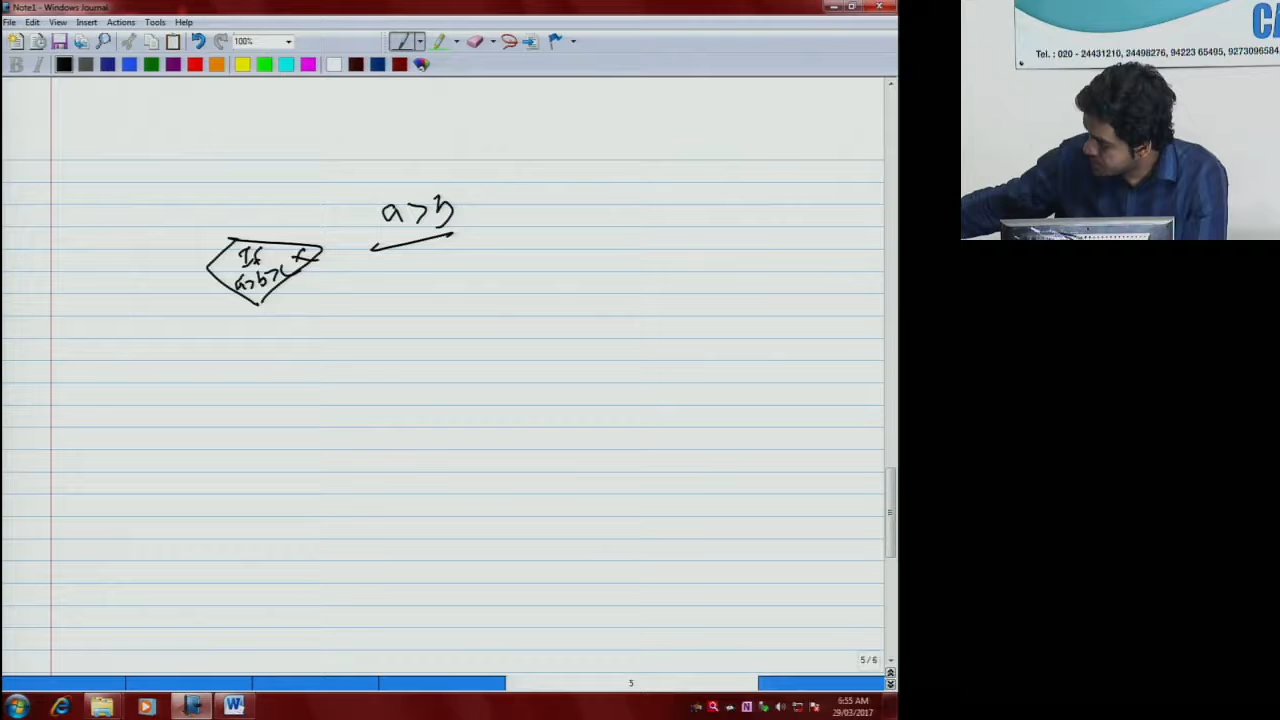 Note1 - Windows Journal
File Edit View Insert Actions Tools Help
100%
B I
CA
Tel. : 020 - 24431210, 24498276, 94223 65495, 9273096584
a > b
If
a>b>c
5 / 6
5
6:55 AM
29/03/2017